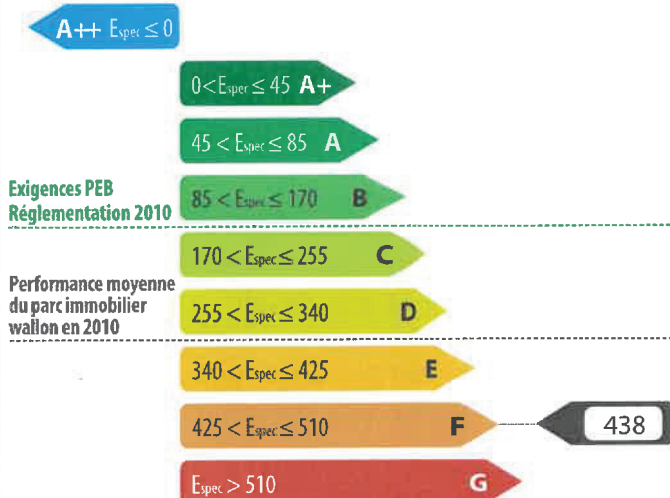 A++ Espec ≤ 0
0<Espec ≤ 45 A+
45 < Espec ≤ 85 A
Exigences PEB
Réglementation 2010
85 < Espec ≤ 170 B
170 < Espec ≤ 255 C
Performance moyenne
du parc immobilier
wallon en 2010
255 < Espec ≤ 340 D
340 < Espec ≤ 425 E
425 < Espec ≤ 510 F
438
Espec > 510 G